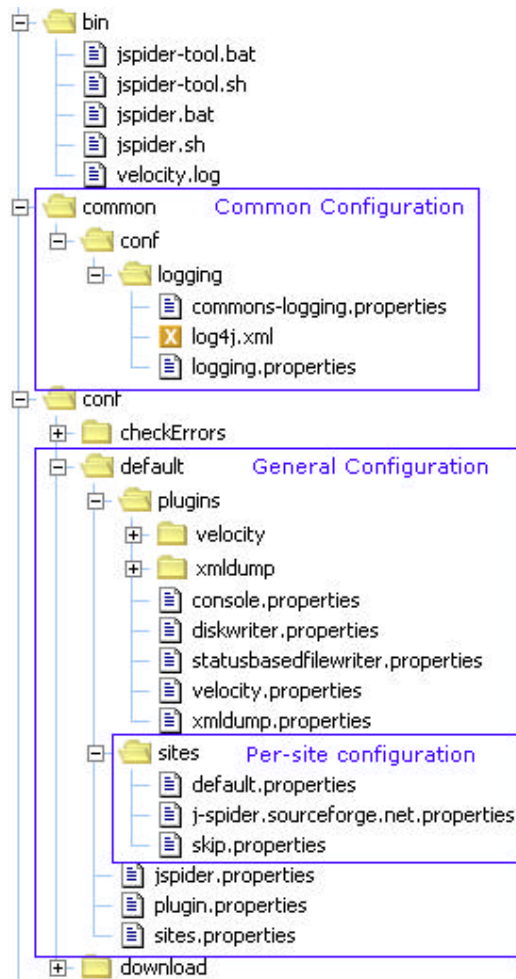 bin
jspider-tool.bat
jspider-tool.sh
jspider.bat
jspider.sh
velocity.log
common Common Configuration
conf
logging
commons-logging.properties
log4j.xml
logging.properties
conf
checkErrors
default General Configuration
plugins
velocity
xmldump
console.properties
diskwriter.properties
statusbasedfilewriter.properties
velocity.properties
xmldump.properties
sites Per-site configuration
default.properties
j-spider.sourceforge.net.properties
skip.properties
jspider.properties
plugin.properties
sites.properties
download